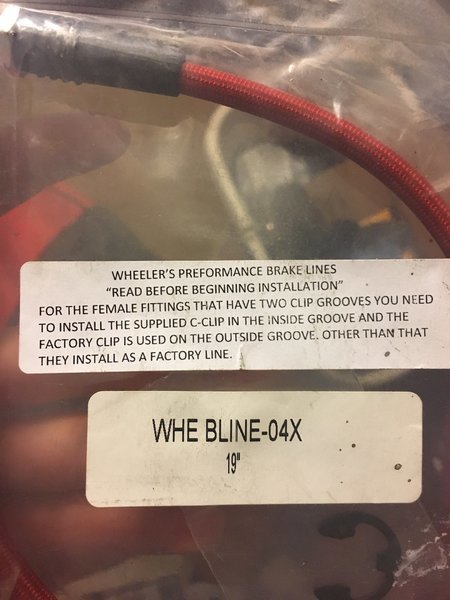 WHEELER'S PREFORMANCE BRAKE LINES
"READ BEFORE BEGINNING INSTALLATION"
FOR THE FEMALE FITTINGS THAT HAVE TWO CLIP GROOVES YOU NEED
TO INSTALL THE SUPPLIED C-CLIP IN THE INSIDE GROOVE AND THE
FACTORY CLIP IS USED ON THE OUTSIDE GROOVE. OTHER THAN THAT
THEY INSTALL AS A FACTORY LINE.
WHE BLINE-04X
19"